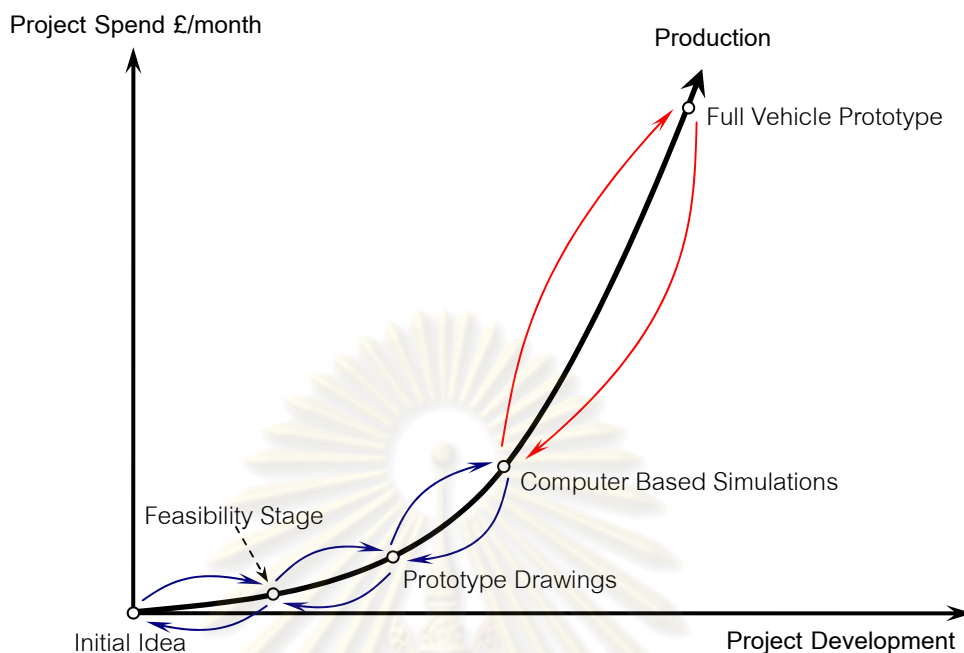 Project Spend £/month
Production
Full Vehicle Prototype
Computer Based Simulations
Feasibility Stage
Prototype Drawings
Initial Idea
Project Development